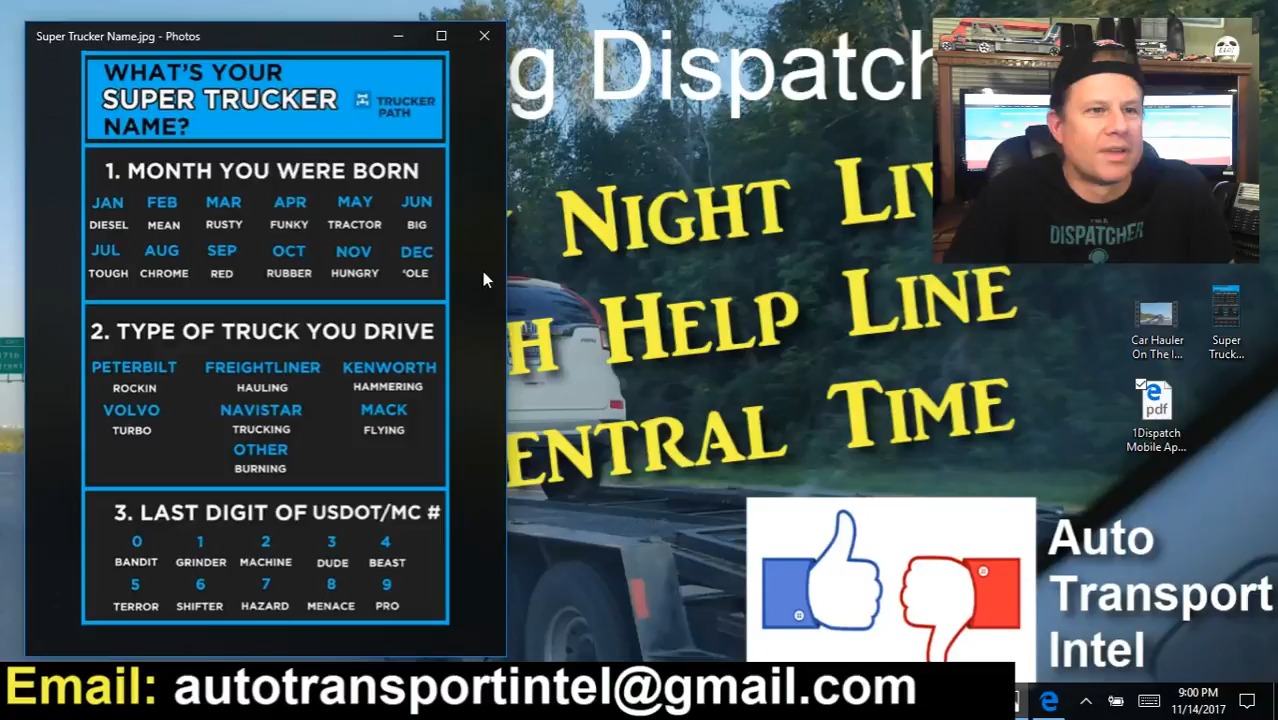 Super Trucker Name.jpg - Photos
WHAT'S YOUR
SUPER TRUCKER
NAME?
TRUCKER
PATH
1. MONTH YOU WERE BORN
JAN FEB MAR APR MAY JUN
DIESEL MEAN RUSTY FUNKY TRACTOR BIG
JUL AUG SEP OCT NOV DEC
TOUGH CHROME RED RUBBER HUNGRY 'OLE
2. TYPE OF TRUCK YOU DRIVE
PETERBILT FREIGHTLINER KENWORTH
ROCKIN HAULING HAMMERING
VOLVO NAVISTAR MACK
TURBO TRUCKING FLYING
OTHER
BURNING
3. LAST DIGIT OF USDOT/MC #
0 1 2 3 4
BANDIT GRINDER MACHINE DUDE BEAST
5 6 7 8 9
TERROR SHIFTER HAZARD MENACE PRO
g Dispatch
NIGHT LIV
H HELP LINE
ENTRAL TIME
DISPATCHER
Car Hauler
On The I...
Super
Truck...
pdf
1Dispatch
Mobile Ap...
Auto
Transport
Intel
Email: autotransportintel@gmail.com
9:00 PM
11/14/2017